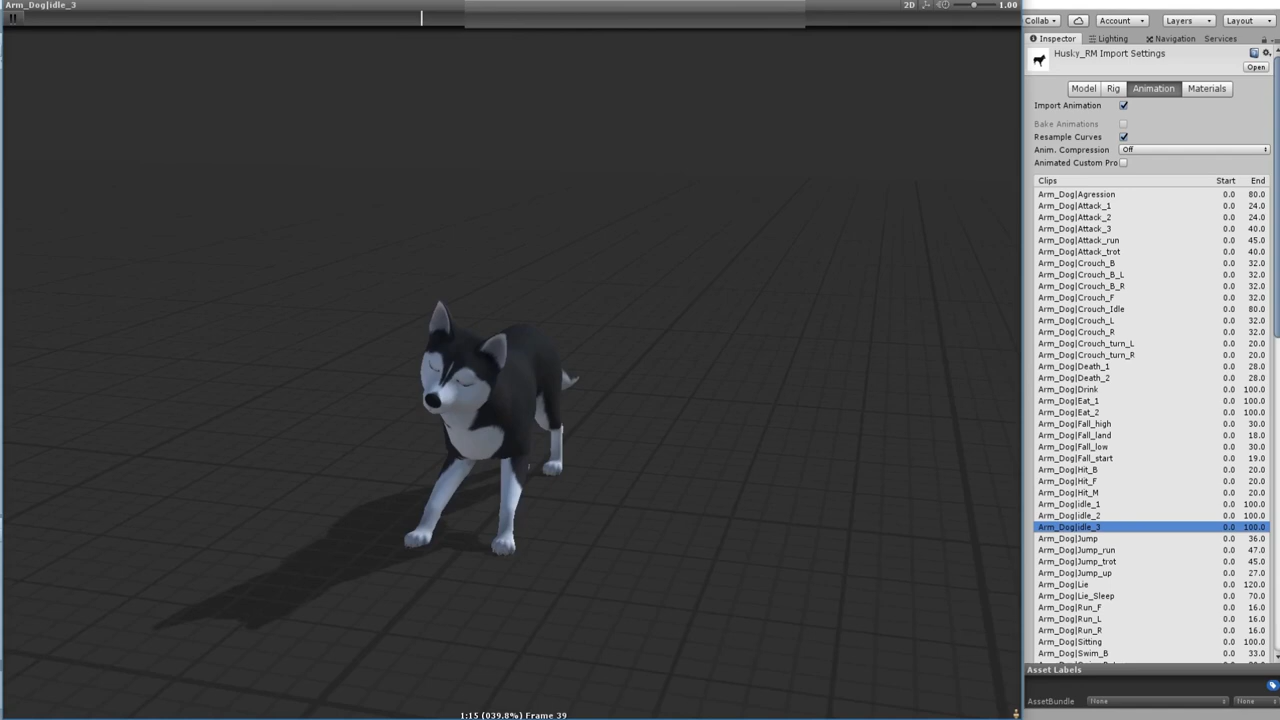 Arm_Dog|idle_3
2D 1.00
Collab Account Layers Layout
Inspector Lighting Navigation Services
Husky_RM Import Settings
Open
Model Rig Animation Materials
Import Animation
Bake Animations
Resample Curves
Anim. Compression Off
Animated Custom Pro
Clips Start End
Arm_Dog|Agression 0.0 80.0
Arm_Dog|Attack_1 0.0 24.0
Arm_Dog|Attack_2 0.0 24.0
Arm_Dog|Attack_3 0.0 40.0
Arm_Dog|Attack_run 0.0 45.0
Arm_Dog|Attack_trot 0.0 40.0
Arm_Dog|Crouch_B 0.0 32.0
Arm_Dog|Crouch_B_L 0.0 32.0
Arm_Dog|Crouch_B_R 0.0 32.0
Arm_Dog|Crouch_F 0.0 32.0
Arm_Dog|Crouch_Idle 0.0 80.0
Arm_Dog|Crouch_L 0.0 32.0
Arm_Dog|Crouch_R 0.0 32.0
Arm_Dog|Crouch_turn_L 0.0 20.0
Arm_Dog|Crouch_turn_R 0.0 20.0
Arm_Dog|Death_1 0.0 28.0
Arm_Dog|Death_2 0.0 28.0
Arm_Dog|Drink 0.0 100.0
Arm_Dog|Eat_1 0.0 100.0
Arm_Dog|Eat_2 0.0 100.0
Arm_Dog|Fall_high 0.0 30.0
Arm_Dog|Fall_land 0.0 18.0
Arm_Dog|Fall_low 0.0 30.0
Arm_Dog|Fall_start 0.0 19.0
Arm_Dog|Hit_B 0.0 20.0
Arm_Dog|Hit_F 0.0 20.0
Arm_Dog|Hit_M 0.0 20.0
Arm_Dog|idle_1 0.0 100.0
Arm_Dog|idle_2 0.0 100.0
Arm_Dog|idle_3 0.0 100.0
Arm_Dog|Jump 0.0 36.0
Arm_Dog|Jump_run 0.0 47.0
Arm_Dog|Jump_trot 0.0 45.0
Arm_Dog|Jump_up 0.0 27.0
Arm_Dog|Lie 0.0 120.0
Arm_Dog|Lie_Sleep 0.0 70.0
Arm_Dog|Run_F 0.0 16.0
Arm_Dog|Run_L 0.0 16.0
Arm_Dog|Run_R 0.0 16.0
Arm_Dog|Sitting 0.0 100.0
Arm_Dog|Swim_B 0.0 33.0
Asset Labels
AssetBundle None None
1:15 (039.8%) Frame 39